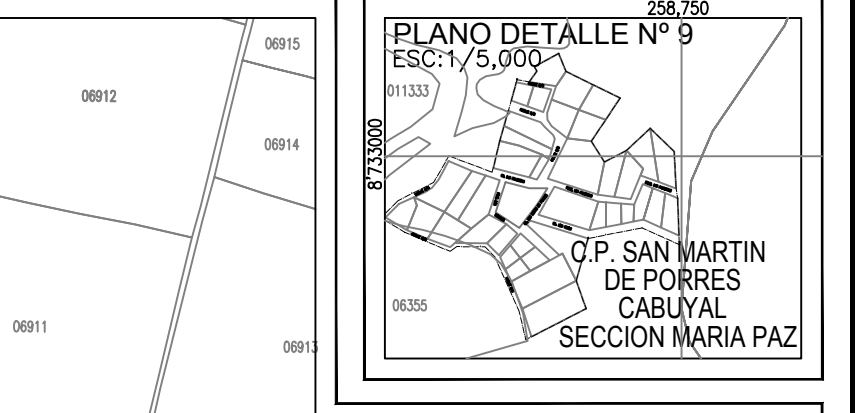 258,750
PLANO DETALLE Nº 9
ESC:1/5,000
8'733000
011333
06355
C.P. SAN MARTIN
DE PORRES
CABUYAL
SECCION MARIA PAZ
06915
06912
06914
06911
06913